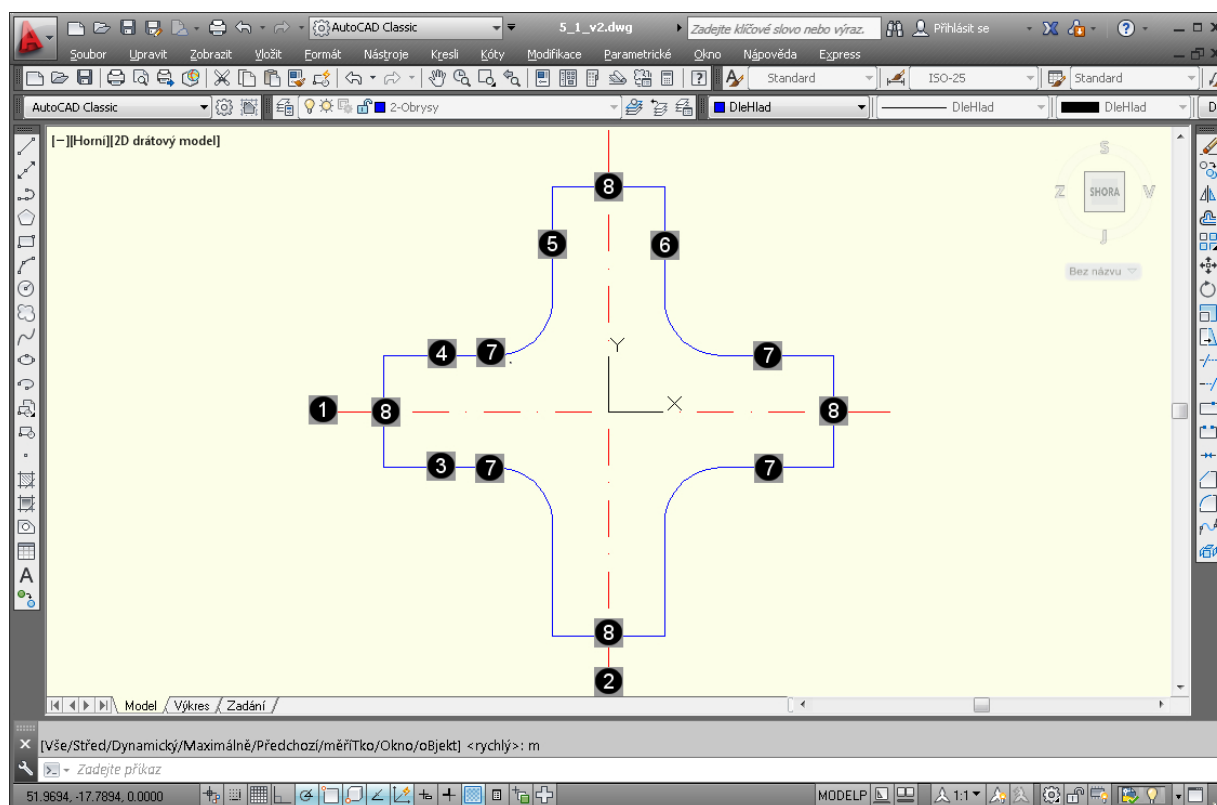 AutoCAD Classic 5_1_v2.dwg Zadejte klíčové slovo nebo výraz. Přihlásit se
Soubor Upravit Zobrazit Vložit Formát Nástroje Kresli Kóty Modifikace Parametrické Okno Nápověda Express
Standard ISO-25 Standard
AutoCAD Classic 2-Obrysy DleHlad DleHlad DleHlad D
[−][Horní][2D drátový model]
S
Z SHORA V
J
Bez názvu
8
5 6
4 7 Y 7
1 8 X 8
3 7 7
8
2
Model Výkres Zadání
[Vše/Střed/Dynamický/Maximálně/Předchozí/měříTko/Okno/oBjekt] <rychlý>: m
Zadejte příkaz
51.9694, -17.7894, 0.0000 MODELP 1:1
A